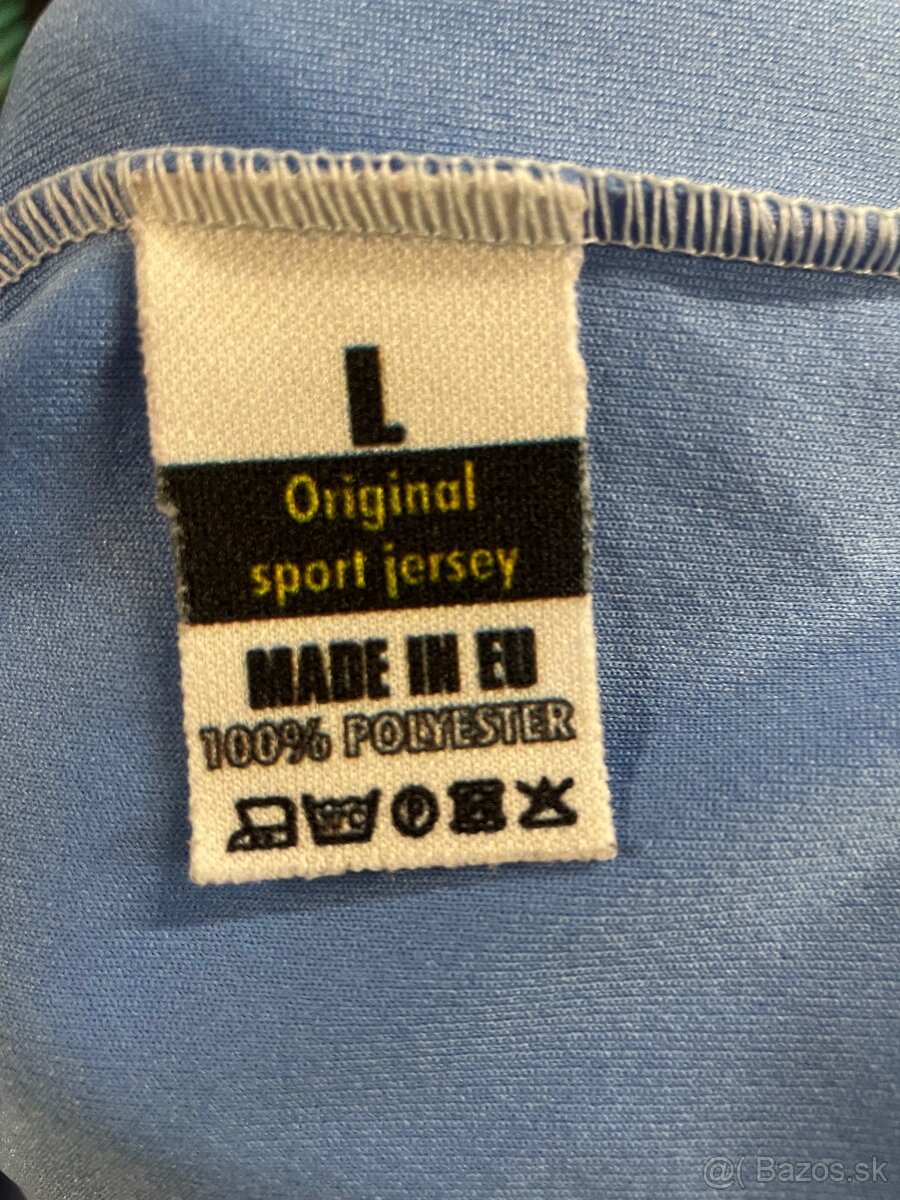 L
Original
sport jersey
MADE IN EU
100% POLYESTER
P
@( Bazos.sk